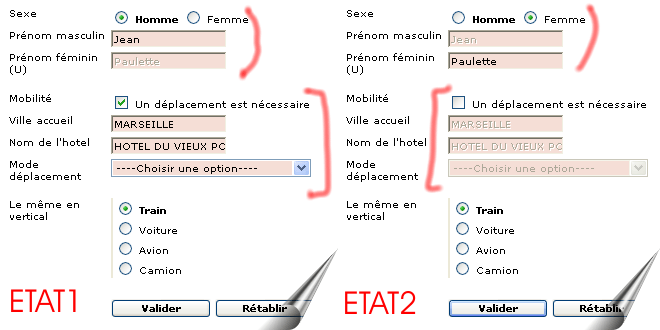 Sexe Homme Femme
Prénom masculin Jean
Prénom féminin (U) Paulette
Mobilité Un déplacement est nécessaire
Ville accueil MARSEILLE
Nom de l'hotel HOTEL DU VIEUX PO
Mode déplacement ----Choisir une option----
Le même en vertical Train
Voiture
Avion
Camion
ETAT1 Valider Rétablir
Sexe Homme Femme
Prénom masculin Jean
Prénom féminin (U) Paulette
Mobilité Un déplacement est nécessaire
Ville accueil MARSEILLE
Nom de l'hotel HOTEL DU VIEUX PO
Mode déplacement ----Choisir une option----
Le même en vertical Train
Voiture
Avion
Camion
ETAT2 Valider Rétablir